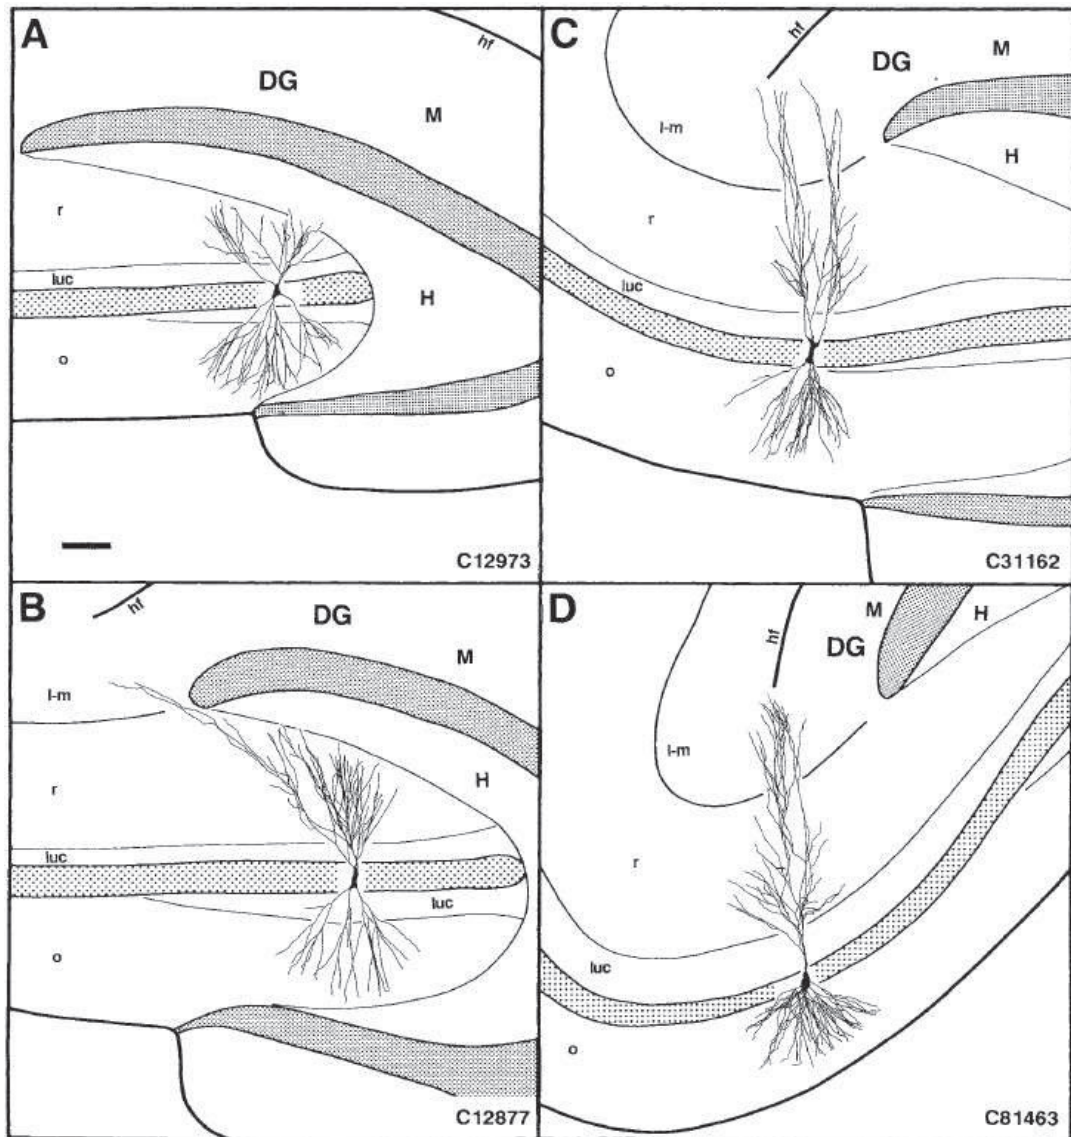 A
hf
DG
M
r
luc
H
o
C12973
C
hf
DG
M
l-m
H
r
luc
o
C31162
B
hf
DG
M
l-m
H
r
luc
luc
o
C12877
D
hf
M
H
DG
l-m
r
luc
o
C81463